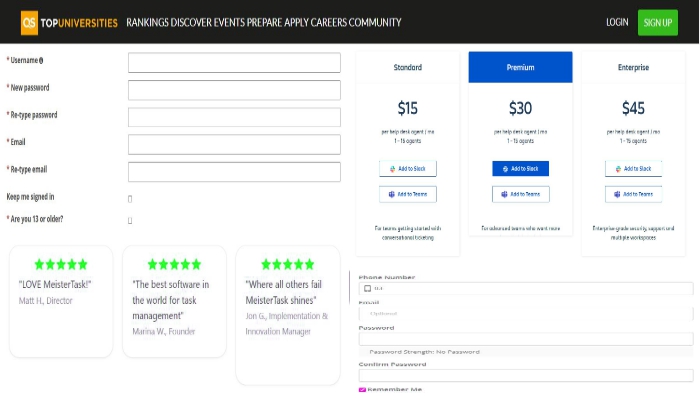 QS TOPUNIVERSITIES RANKINGS DISCOVER EVENTS PREPARE APPLY CAREERS COMMUNITY LOGIN SIGN UP
* Username
* New password
* Re-type password
* Email
* Re-type email
Keep me signed in
* Are you 13 or older?
"LOVE MeisterTask!"
Matt H., Director
"The best software in
the world for task
management"
Marina W., Founder
"Where all others fail
MeisterTask shines"
Jon G., Implementation &
Innovation Manager
Standard
$15
per help desk agent / mo
1 - 15 agents
Add to Slack
Add to Teams
For teams getting started with
conversational ticketing
Premium
$30
per help desk agent / mo
1 - 15 agents
Add to Slack
Add to Teams
For advanced teams who want more
Enterprise
$45
per help desk agent / mo
1 - 15 agents
Add to Slack
Add to Teams
Enterprise-grade security, support and
multiple workspaces
Phone Number
Email
Optional
Password
Password Strength: No Password
Confirm Password
Remember Me